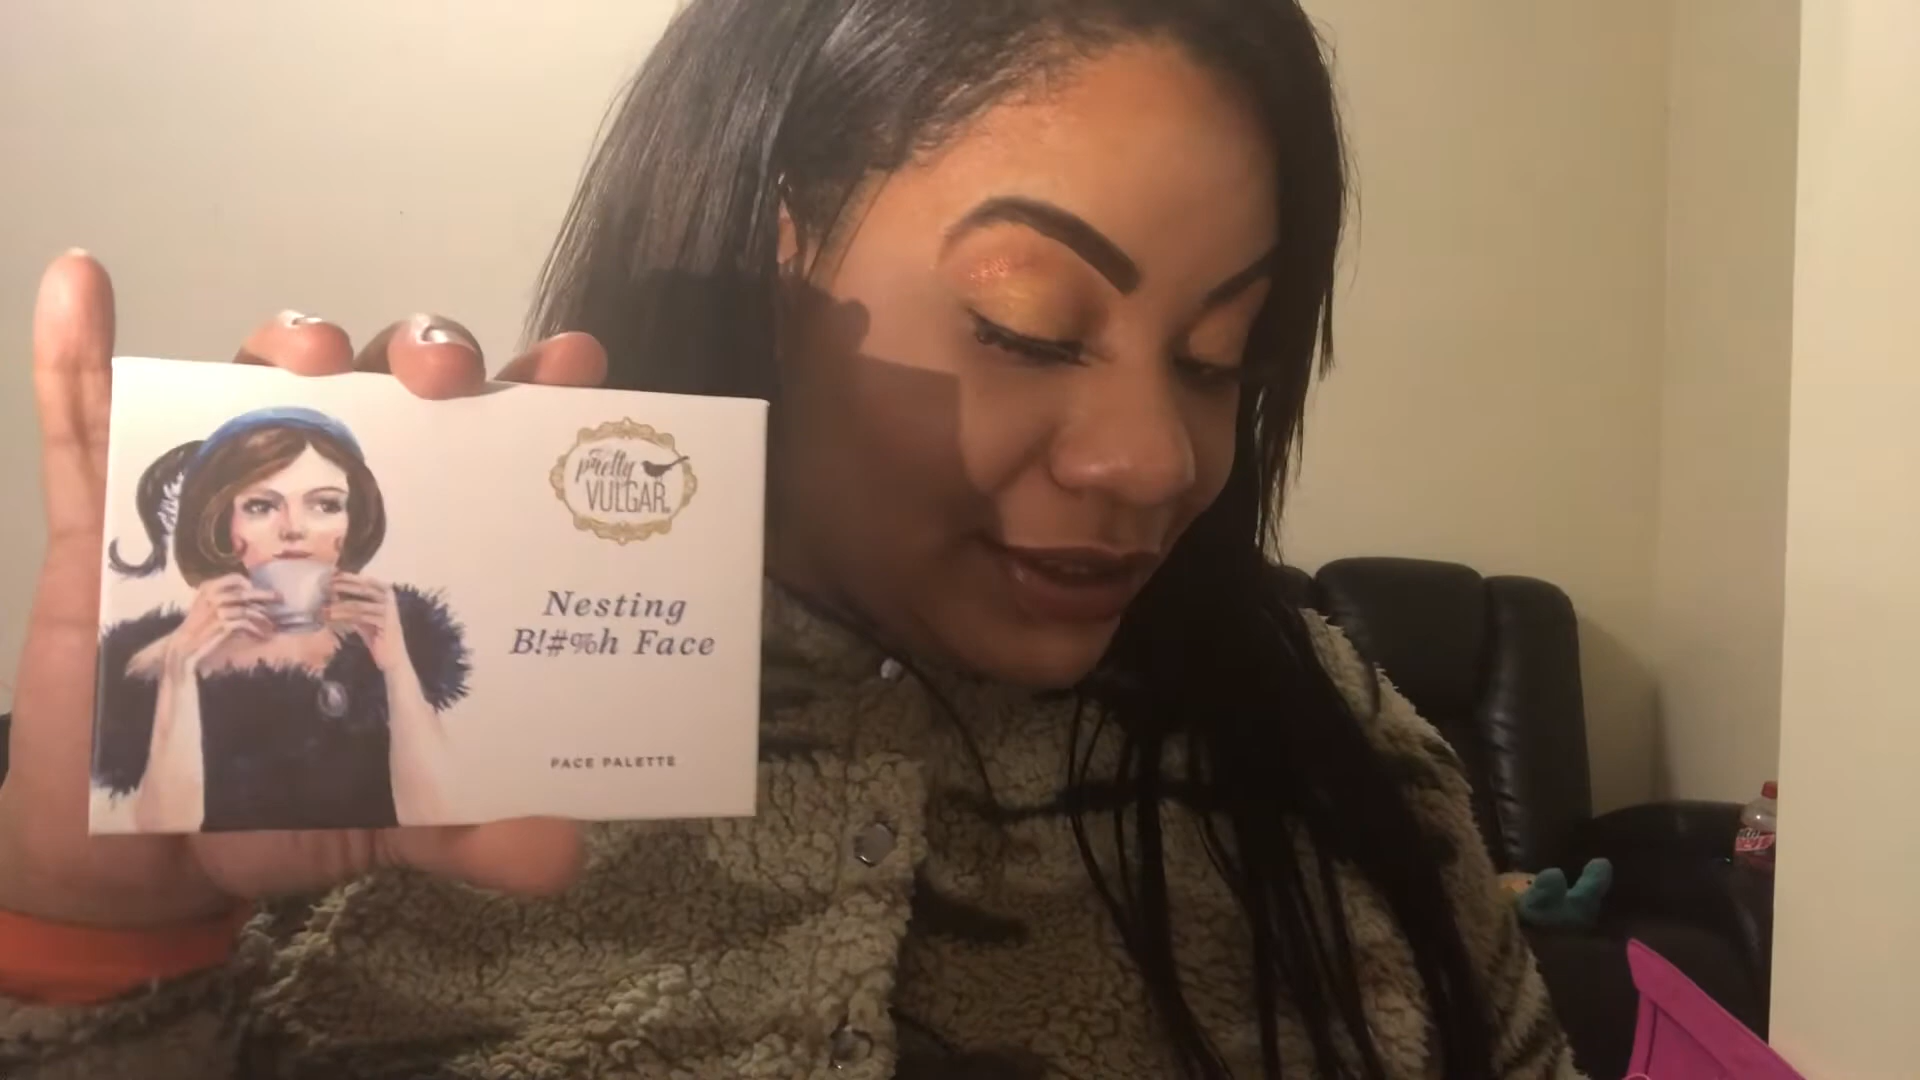 pretty
VULGAR
Nesting
B!#%h Face
FACE PALETTE